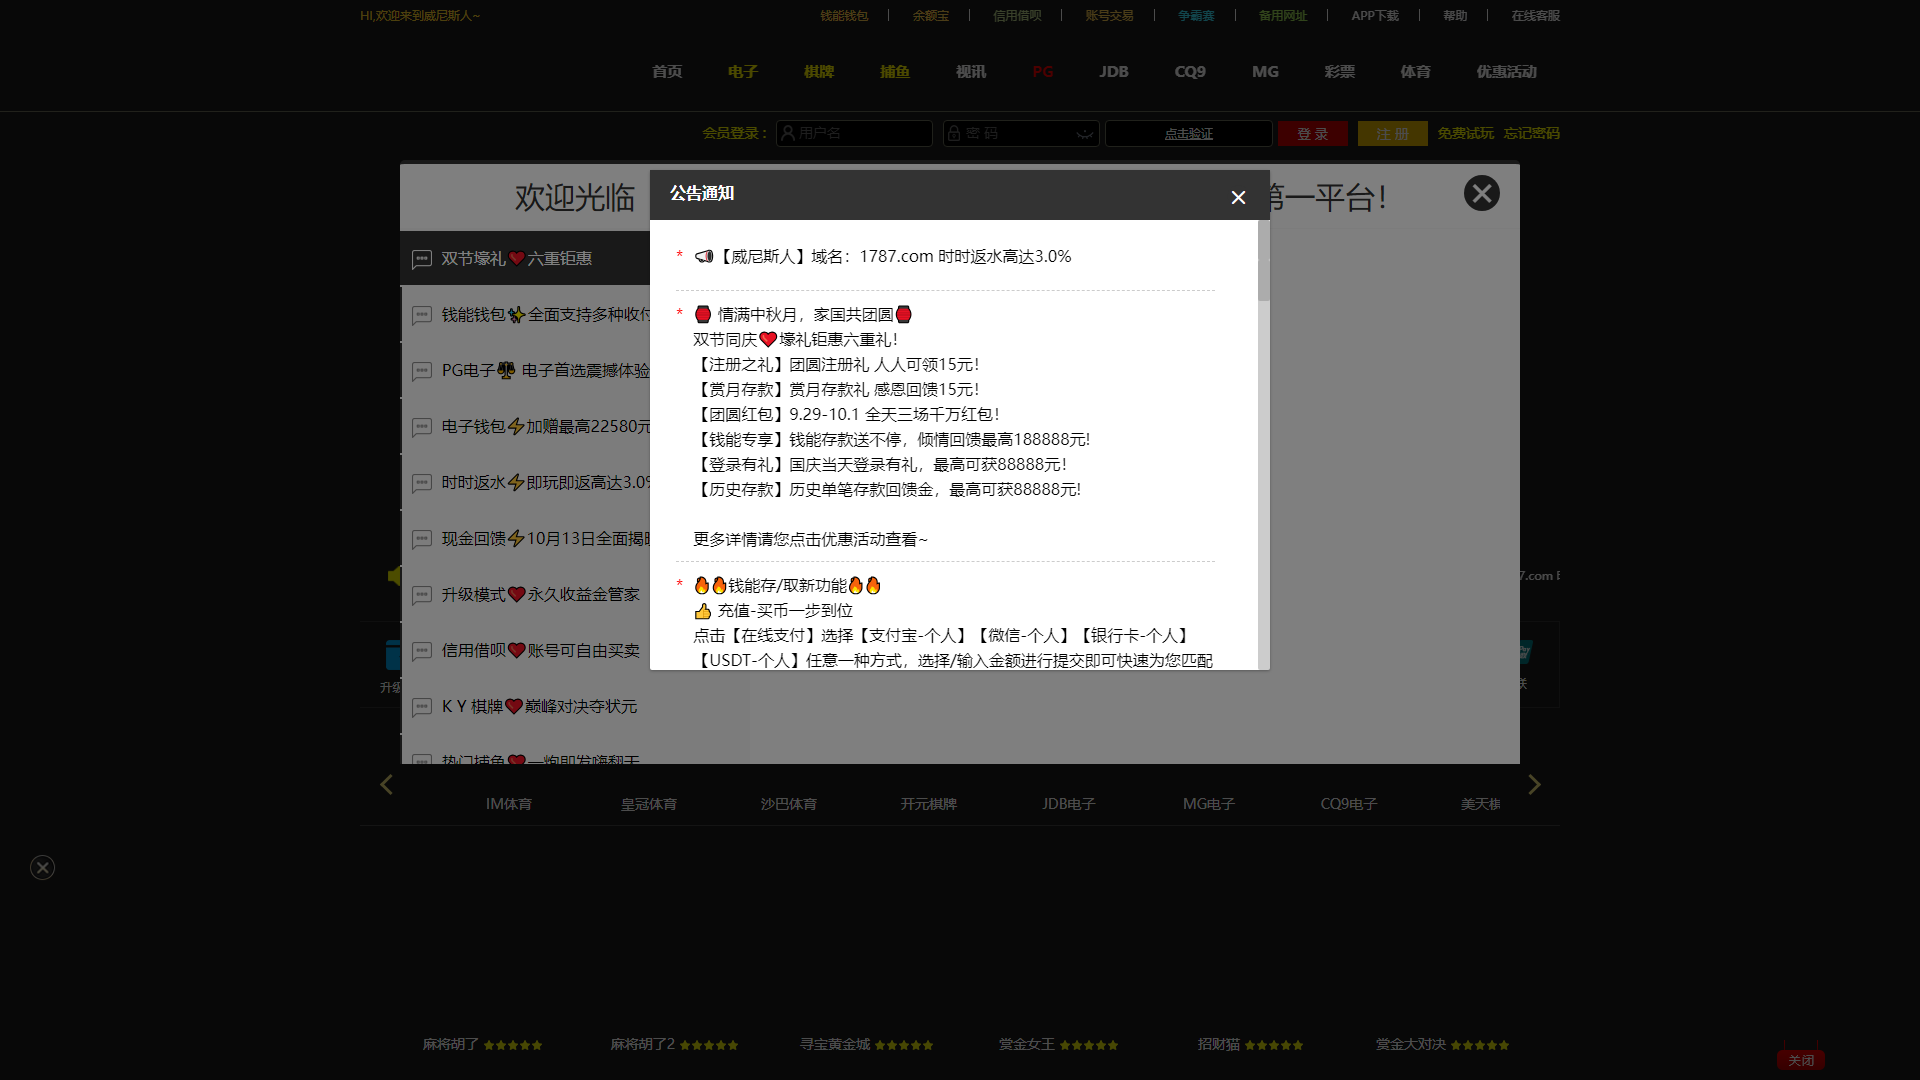 HI,欢迎来到威尼斯人~
钱能钱包 余额宝 信用借呗 账号交易 争霸赛 备用网址 APP下载 帮助 在线客服
首页 电子 棋牌 捕鱼 视讯 PG JDB CQ9 MG 彩票 体育 优惠活动
会员登录： 用户名 密 码 点击验证 登 录 注 册 免费试玩 忘记密码
欢迎光临
第一平台！
公告通知
双节壕礼❤️六重钜惠
钱能钱包✨全面支持多种收付
PG电子 电子首选震撼体验
电子钱包⚡加赠最高22580元
时时返水⚡即玩即返高达3.0%
现金回馈⚡10月13日全面揭晓
升级模式❤️永久收益金管家
信用借呗❤️账号可自由买卖
K Y 棋牌❤️巅峰对决夺状元
热门捕鱼❤️一炮即发嗨翻天
* 📢【威尼斯人】域名：1787.com 时时返水高达3.0%
* 🏮 情满中秋月，家国共团圆🏮
双节同庆❤️壕礼钜惠六重礼！
【注册之礼】团圆注册礼 人人可领15元！
【赏月存款】赏月存款礼 感恩回馈15元！
【团圆红包】9.29-10.1 全天三场千万红包！
【钱能专享】钱能存款送不停，倾情回馈最高188888元!
【登录有礼】国庆当天登录有礼，最高可获88888元！
【历史存款】历史单笔存款回馈金，最高可获88888元!
更多详情请您点击优惠活动查看~
* 🔥🔥钱能存/取新功能🔥🔥
👍 充值-买币一步到位
点击【在线支付】选择【支付宝-个人】【微信-个人】【银行卡-个人】
【USDT-个人】任意一种方式，选择/输入金额进行提交即可快速为您匹配
7.com
升级
联
IM体育 皇冠体育 沙巴体育 开元棋牌 JDB电子 MG电子 CQ9电子 美天棋
麻将胡了 ★★★★★ 麻将胡了2 ★★★★★ 寻宝黄金城 ★★★★★ 赏金女王 ★★★★★ 招财猫 ★★★★★ 赏金大对决 ★★★★★
关闭